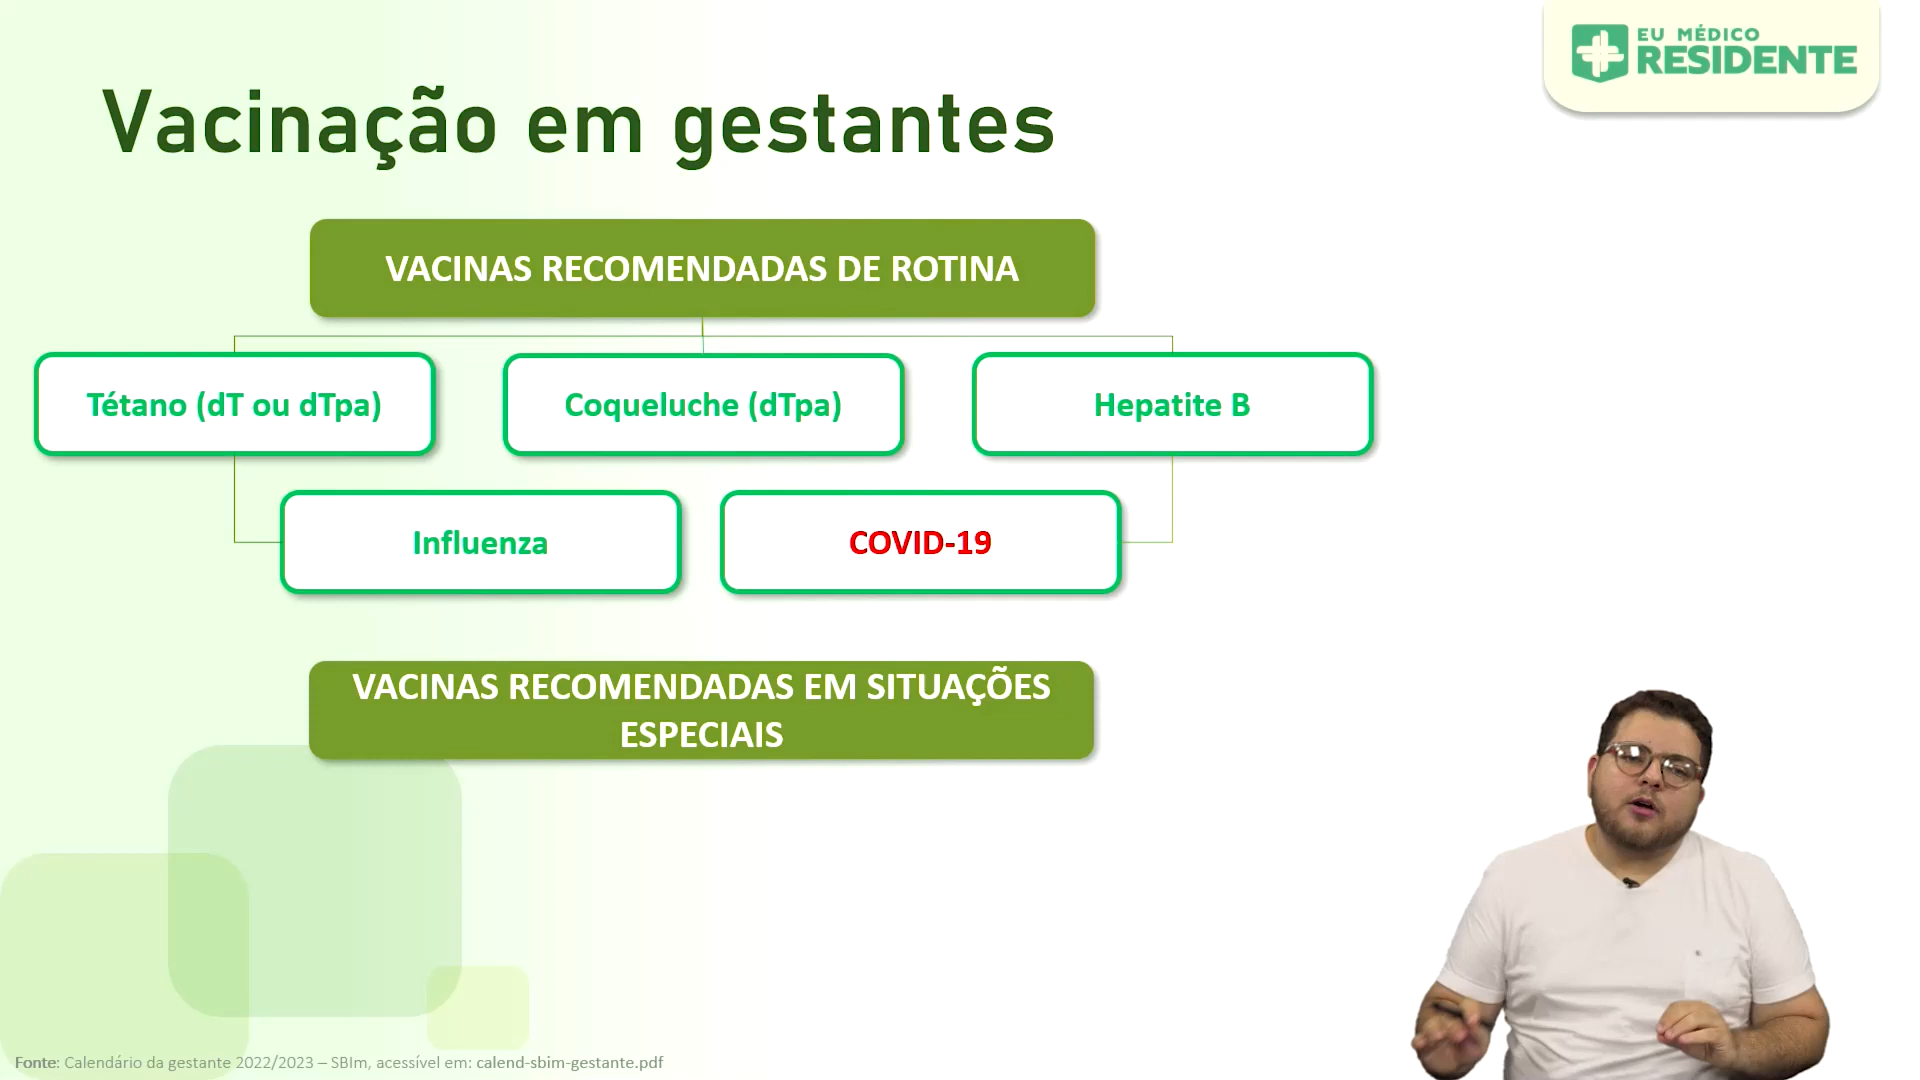 EU MÉDICO
RESIDENTE
Vacinação em gestantes
VACINAS RECOMENDADAS DE ROTINA
Tétano (dT ou dTpa)
Coqueluche (dTpa)
Hepatite B
Influenza
COVID-19
VACINAS RECOMENDADAS EM SITUAÇÕES
ESPECIAIS
Fonte: Calendário da gestante 2022/2023 – SBIm, acessível em: calend-sbim-gestante.pdf